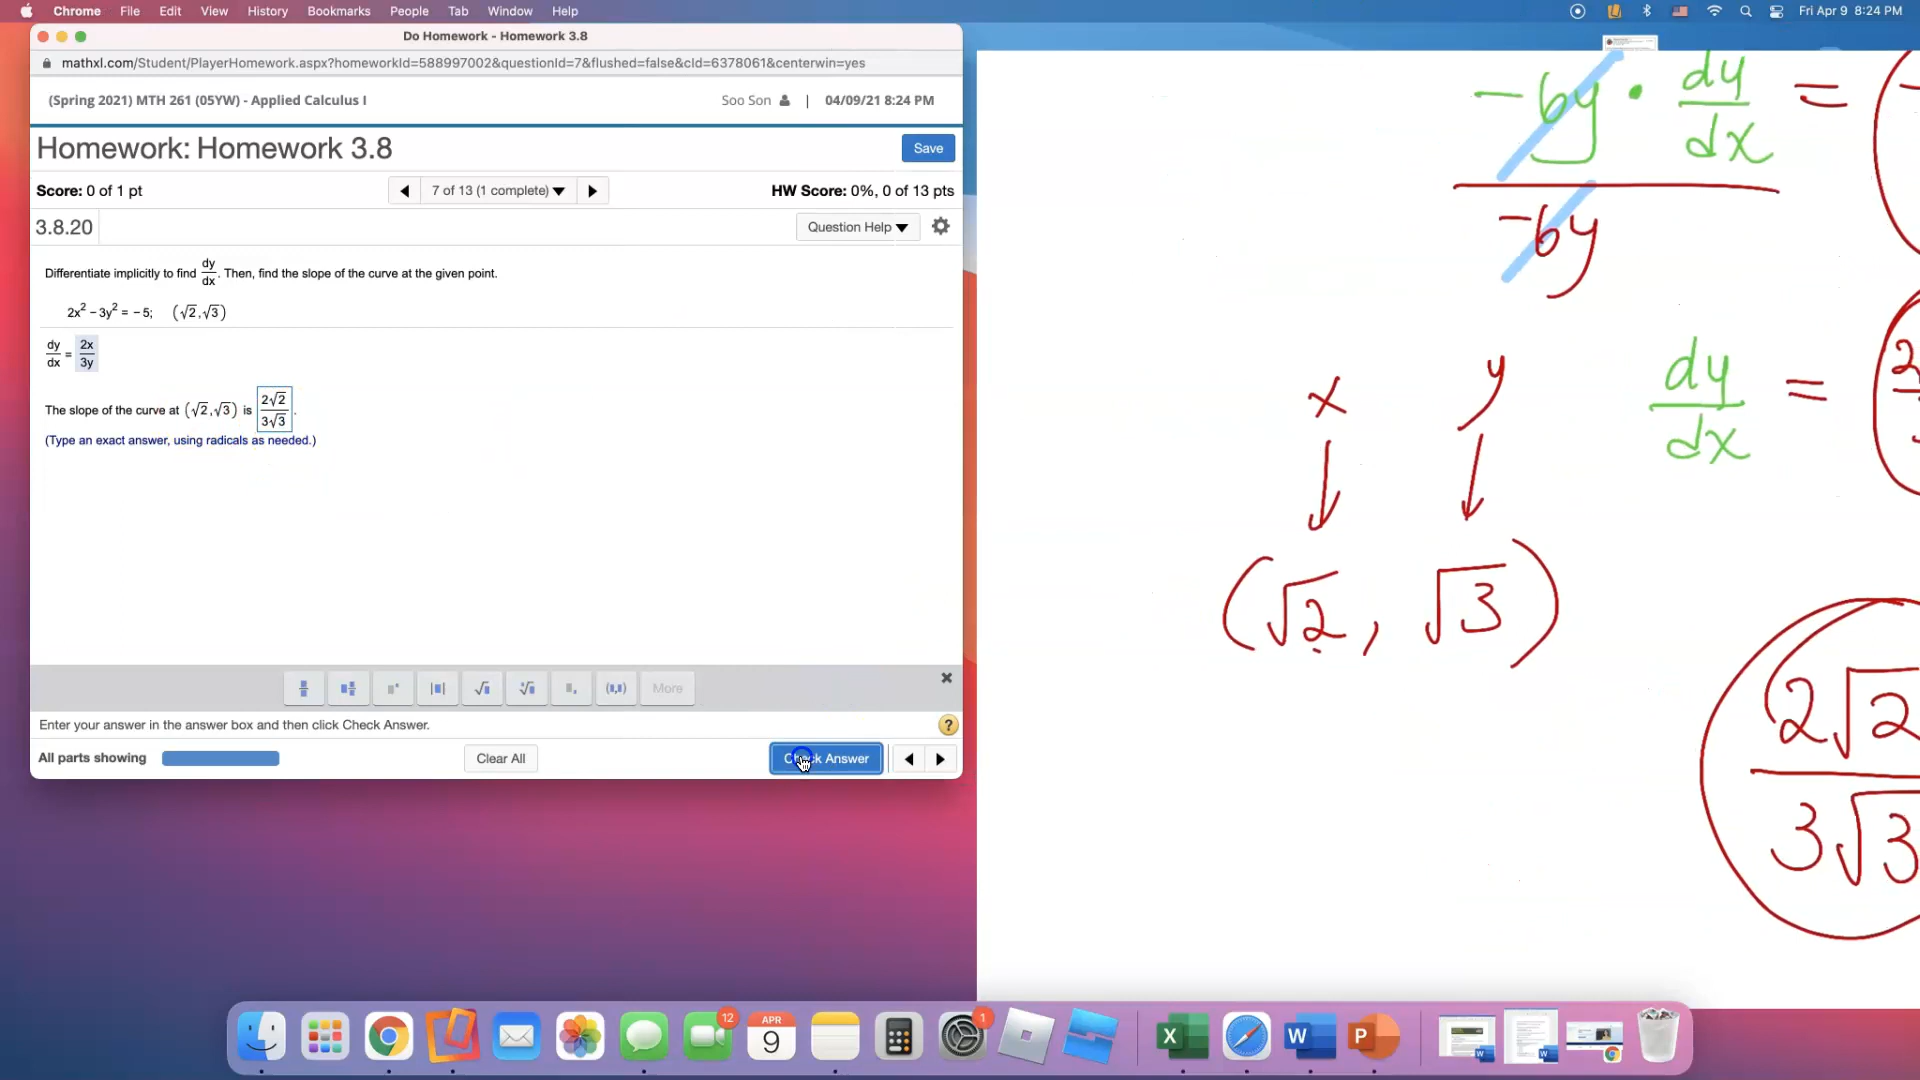 Chrome File Edit View History Bookmarks People Tab Window Help
Fri Apr 9 8:24 PM
Do Homework - Homework 3.8
mathxl.com/Student/PlayerHomework.aspx?homeworkId=588997002&questionId=7&flushed=false&cId=6378061&centerwin=yes
(Spring 2021) MTH 261 (05YW) - Applied Calculus I
Soo Son | 04/09/21 8:24 PM
Homework: Homework 3.8
Save
Score: 0 of 1 pt
7 of 13 (1 complete)
HW Score: 0%, 0 of 13 pts
3.8.20
Question Help
Differentiate implicitly to find dy/dx. Then, find the slope of the curve at the given point.
2x² − 3y² = − 5; (√2,√3)
dy/dx = 2x/3y
The slope of the curve at (√2,√3) is 2√2/3√3.
(Type an exact answer, using radicals as needed.)
More
Enter your answer in the answer box and then click Check Answer.
?
All parts showing
Clear All
Check Answer
-6y · dy/dx =
-6y
x y
dy/dx = 2
(√2, √3)
2√2
3√3
12
APR
9
1
X
W
P